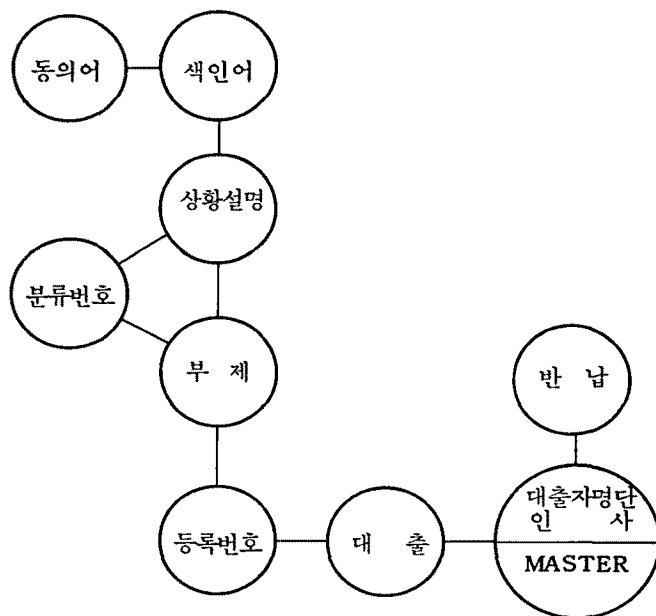 동의어
색인어
상황설명
분류번호
부 제
반 납
등록번호
대 출
대출자명단
인 사
MASTER